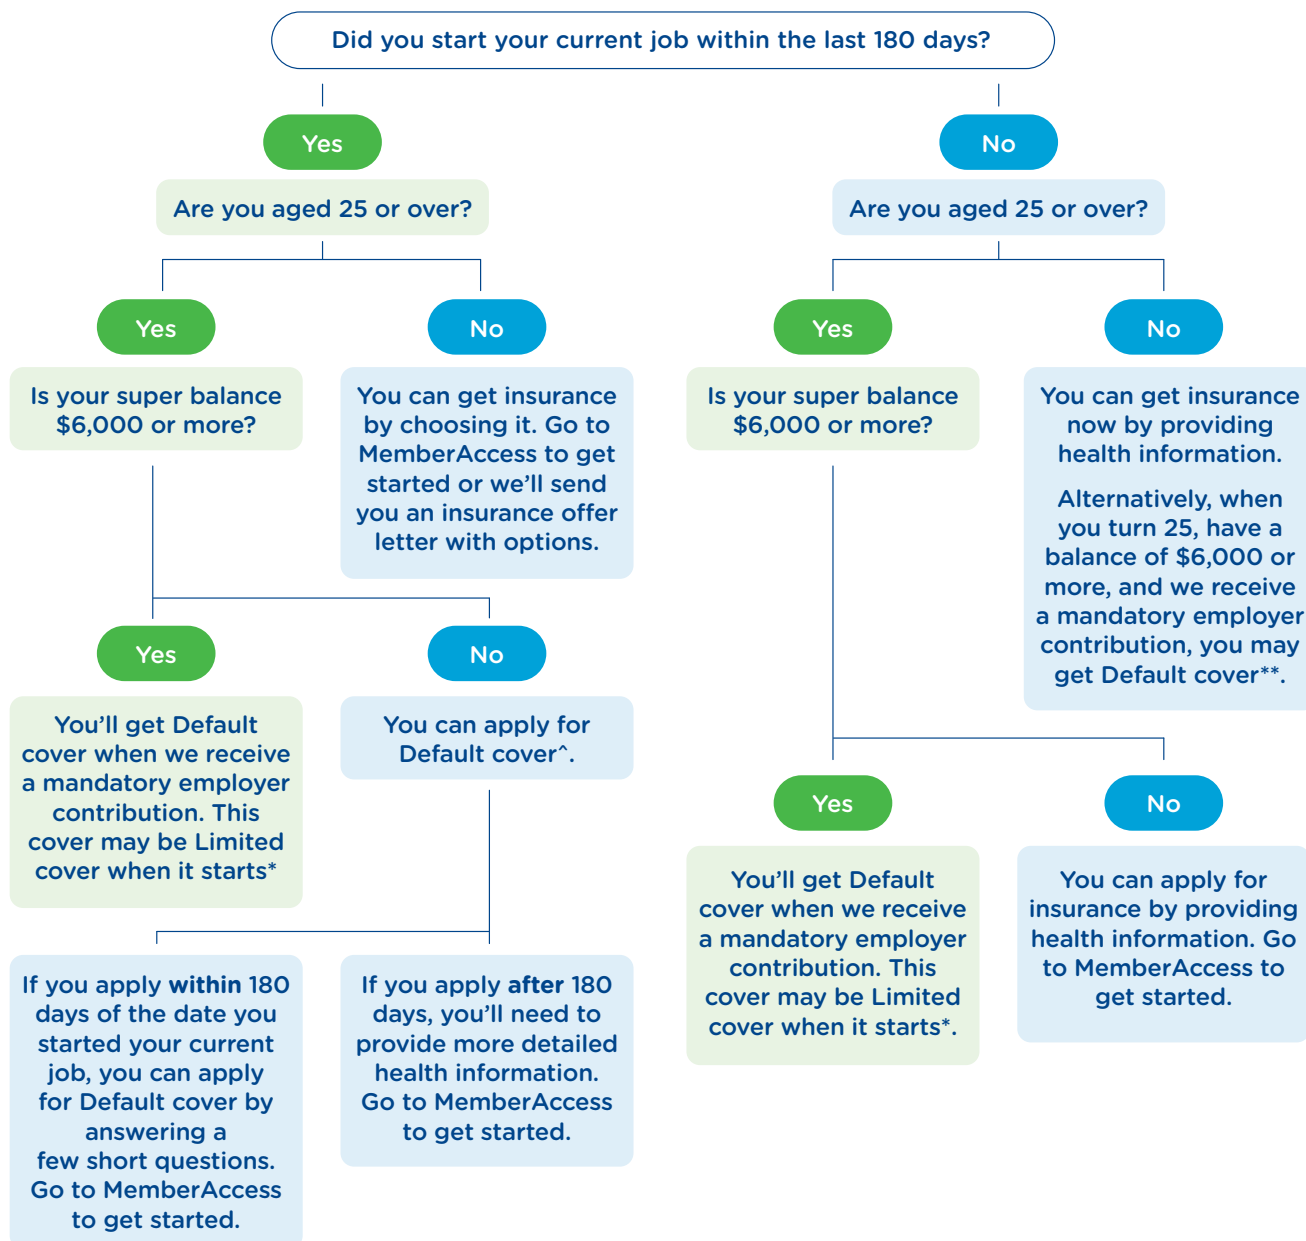 Did you start your current job within the last 180 days?
Yes
No
Are you aged 25 or over?
Are you aged 25 or over?
Yes
No
Yes
No
Is your super balance
$6,000 or more?
You can get insurance
by choosing it. Go to
MemberAccess to get
started or we’ll send
you an insurance offer
letter with options.
Is your super balance
$6,000 or more?
You can get insurance
now by providing
health information.
Alternatively, when
you turn 25, have a
balance of $6,000 or
more, and we receive
a mandatory employer
contribution, you may
get Default cover**.
Yes
No
You’ll get Default
cover when we receive
a mandatory employer
contribution. This
cover may be Limited
cover when it starts*
You can apply for
Default cover^.
Yes
No
You’ll get Default
cover when we receive
a mandatory employer
contribution. This
cover may be Limited
cover when it starts*.
You can apply for
insurance by providing
health information. Go
to MemberAccess to
get started.
If you apply within 180
days of the date you
started your current
job, you can apply
for Default cover by
answering a
few short questions.
Go to MemberAccess
to get started.
If you apply after 180
days, you’ll need to
provide more detailed
health information.
Go to MemberAccess
to get started.